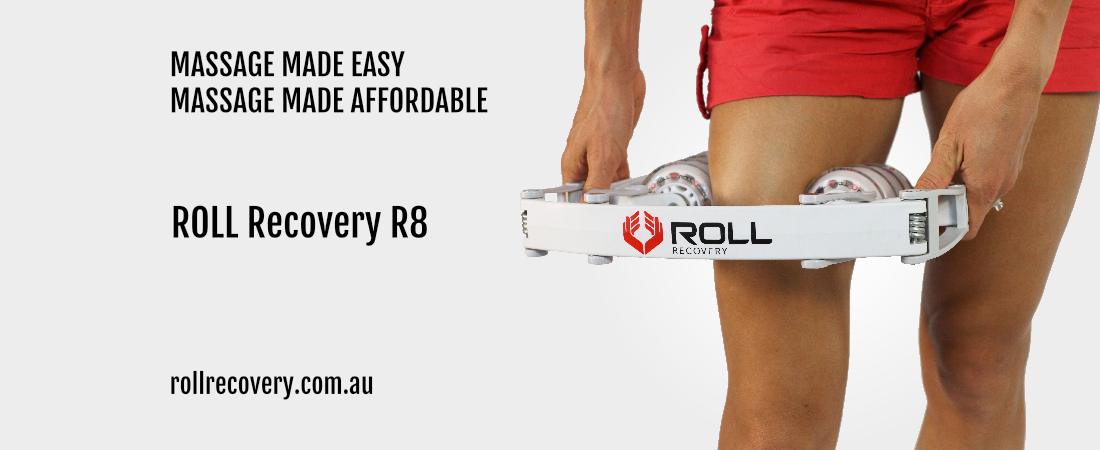 MASSAGE MADE EASY
MASSAGE MADE AFFORDABLE
ROLL Recovery R8
rollrecovery.com.au
ROLL
RECOVERY